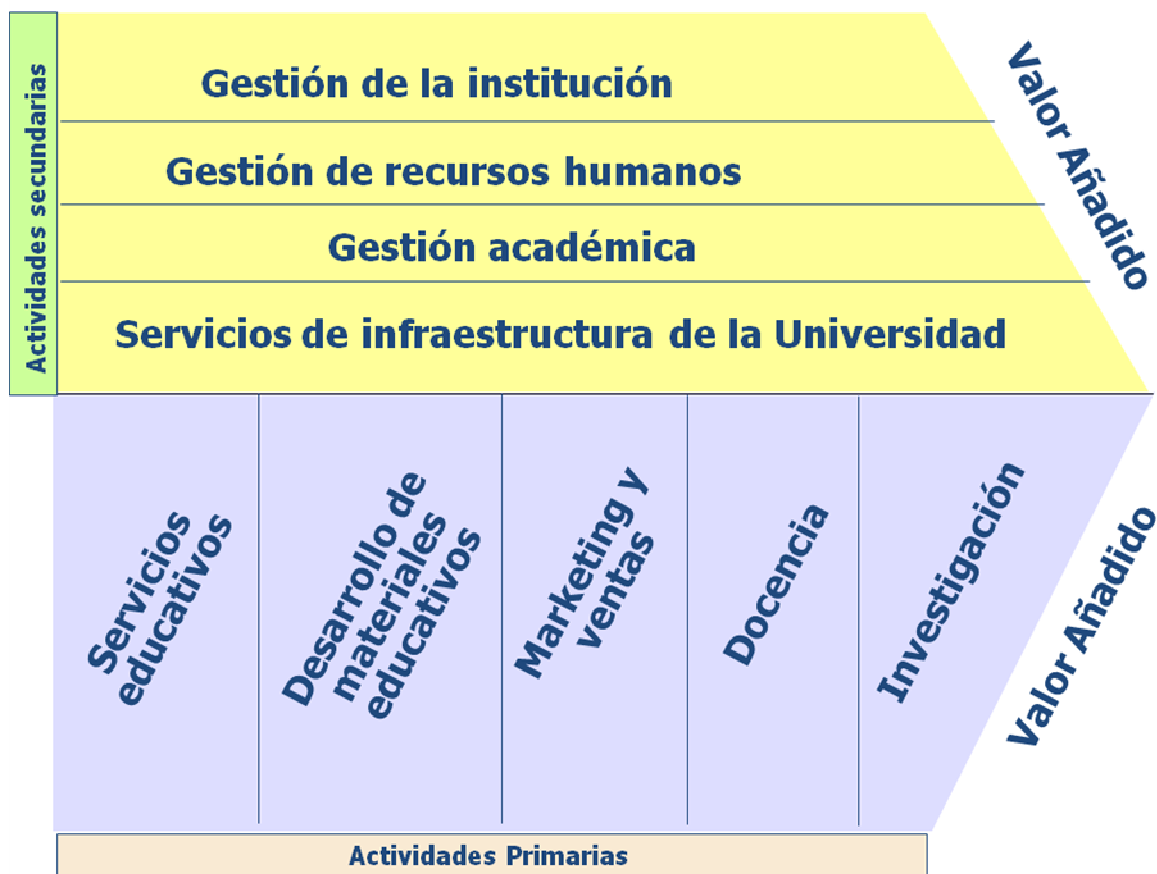 Actividades secundarias
Gestión de la institución
Gestión de recursos humanos
Gestión académica
Servicios de infraestructura de la Universidad
Valor Añadido
Servicios
educativos
Desarrollo de
materiales
educativos
Marketing y
ventas
Docencia
Investigación
Valor Añadido
Actividades Primarias